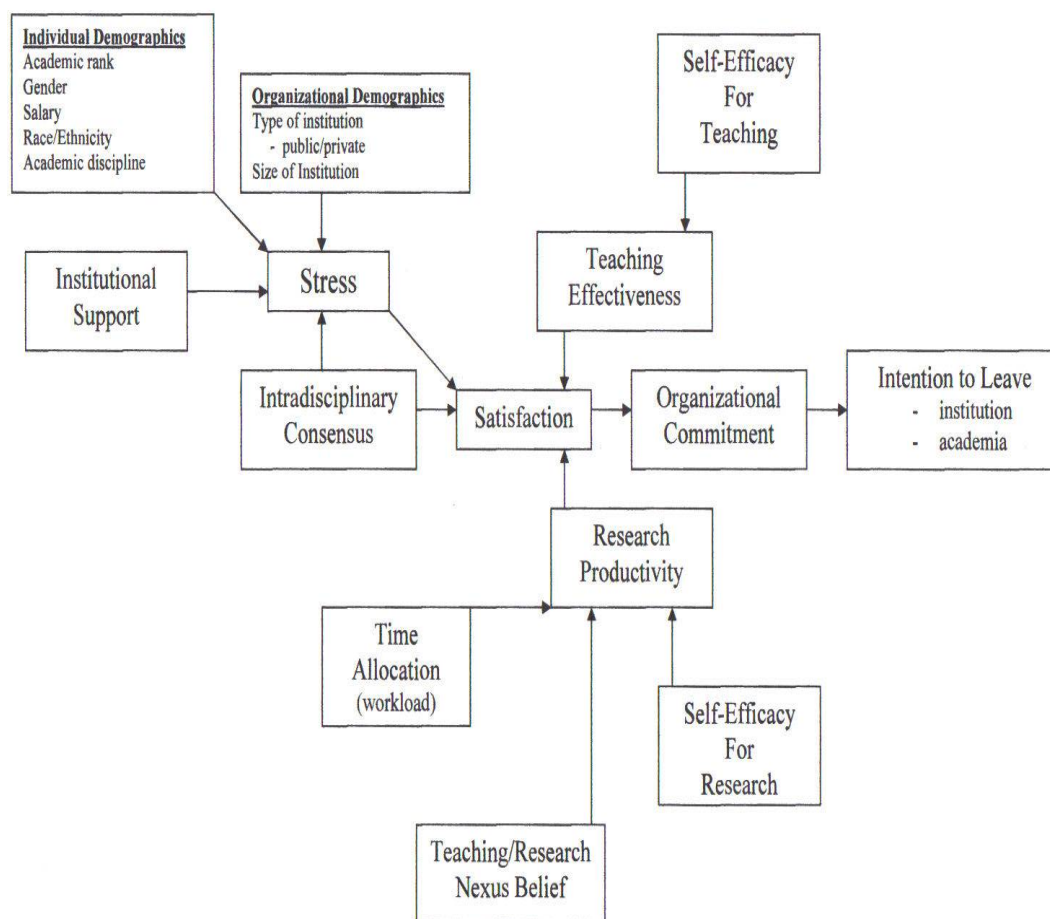 Individual Demographics
Academic rank
Gender
Salary
Race/Ethnicity
Academic discipline
Organizational Demographics
Type of institution
- public/private
Size of Institution
Self-Efficacy
For
Teaching
Institutional
Support
Stress
Teaching
Effectiveness
Intradisciplinary
Consensus
Satisfaction
Organizational
Commitment
Intention to Leave
- institution
- academia
Research
Productivity
Time
Allocation
(workload)
Self-Efficacy
For
Research
Teaching/Research
Nexus Belief